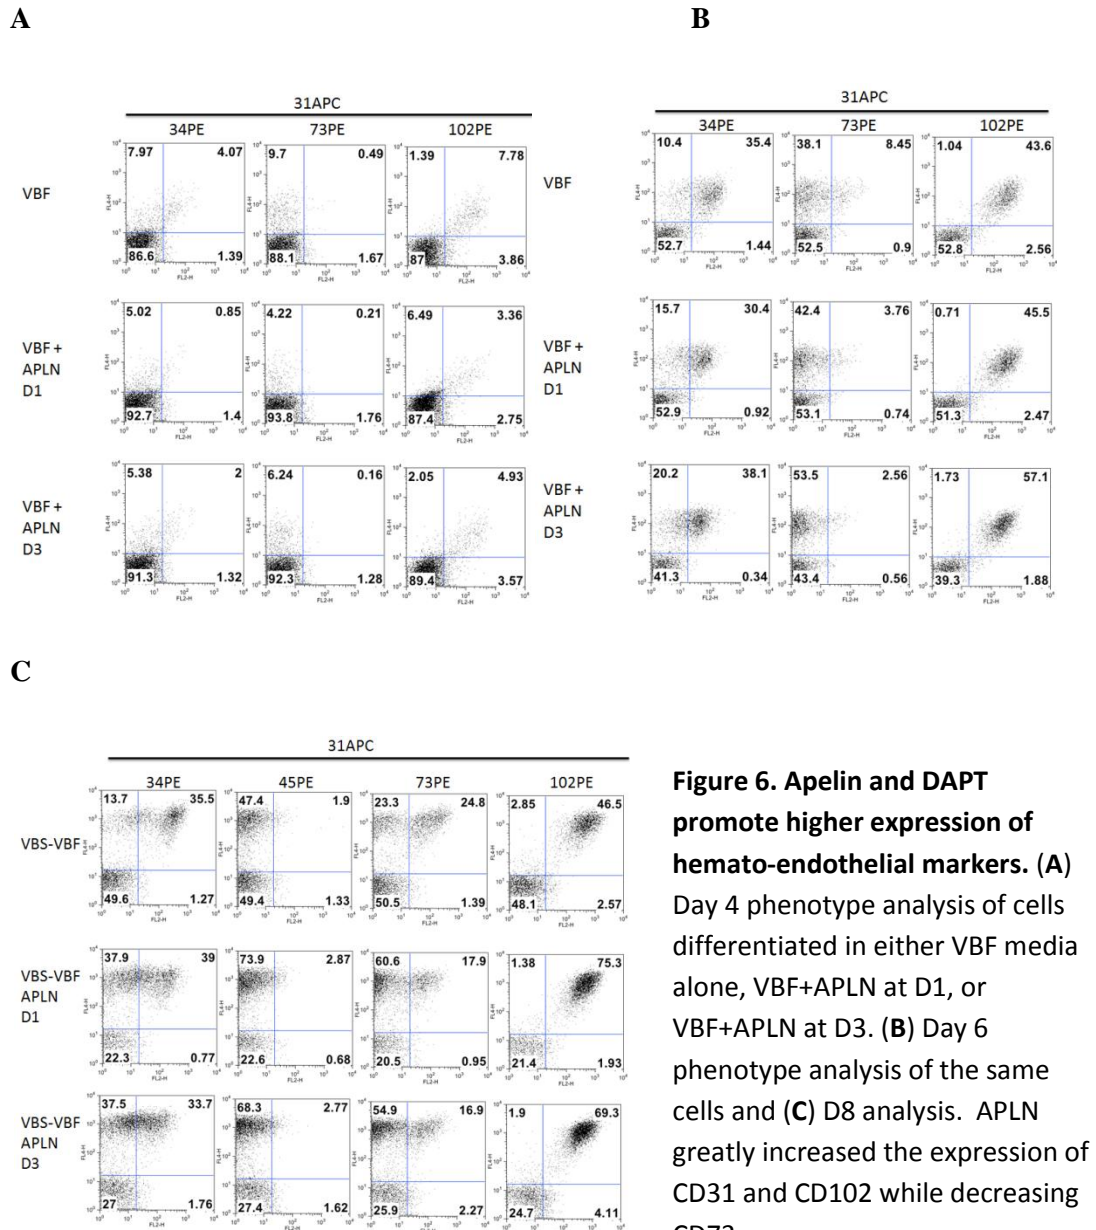 A
B
31APC
34PE 73PE 102PE
VBF
7.97 4.07 86.6 1.39
9.7 0.49 88.1 1.67
1.39 7.78 87 3.86
VBF + APLN D1
5.02 0.85 92.7 1.4
4.22 0.21 93.8 1.76
6.49 3.36 87.4 2.75
VBF + APLN D3
5.38 2 91.3 1.32
6.24 0.16 92.3 1.28
2.05 4.93 89.4 3.57
31APC
34PE 73PE 102PE
VBF
10.4 35.4 52.7 1.44
38.1 8.45 52.5 0.9
1.04 43.6 52.8 2.56
VBF + APLN D1
15.7 30.4 52.9 0.92
42.4 3.76 53.1 0.74
0.71 45.5 51.3 2.47
VBF + APLN D3
20.2 38.1 41.3 0.34
53.5 2.56 43.4 0.56
1.73 57.1 39.3 1.88
C
31APC
34PE 45PE 73PE 102PE
VBS-VBF
13.7 35.5 49.6 1.27
47.4 1.9 49.4 1.33
23.3 24.8 50.5 1.39
2.85 46.5 48.1 2.57
VBS-VBF APLN D1
37.9 39 22.3 0.77
73.9 2.87 22.6 0.68
60.6 17.9 20.5 0.95
1.38 75.3 21.4 1.93
VBS-VBF APLN D3
37.5 33.7 27 1.76
68.3 2.77 27.4 1.62
54.9 16.9 25.9 2.27
1.9 69.3 24.7 4.11
FL4-H
FL2-H
Figure 6. Apelin and DAPT
promote higher expression of
hemato-endothelial markers. (A)
Day 4 phenotype analysis of cells
differentiated in either VBF media
alone, VBF+APLN at D1, or
VBF+APLN at D3. (B) Day 6
phenotype analysis of the same
cells and (C) D8 analysis. APLN
greatly increased the expression of
CD31 and CD102 while decreasing